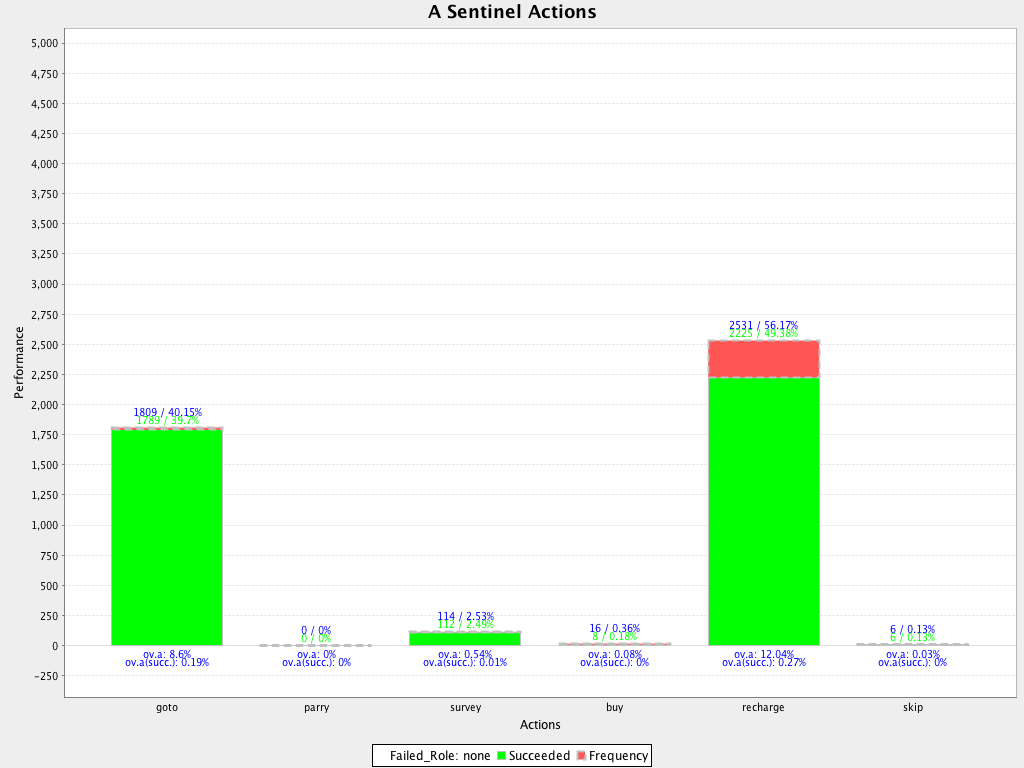 A Sentinel Actions
5,000
4,750
4,500
4,250
4,000
3,750
3,500
3,250
3,000
2,750
2,500
2,250
2,000
1,750
1,500
1,250
1,000
750
500
250
0
-250
Performance
1809 / 40.15%
1789 / 39.7%
ov.a: 8.6%
ov.a(succ.): 0.19%
0 / 0%
0 / 0%
ov.a: 0%
ov.a(succ.): 0%
114 / 2.53%
112 / 2.49%
ov.a: 0.54%
ov.a(succ.): 0.01%
16 / 0.36%
8 / 0.18%
ov.a: 0.08%
ov.a(succ.): 0%
2531 / 56.17%
2225 / 49.38%
ov.a: 12.04%
ov.a(succ.): 0.27%
6 / 0.13%
6 / 0.13%
ov.a: 0.03%
ov.a(succ.): 0%
goto parry survey buy recharge skip
Actions
Failed_Role: none Succeeded Frequency